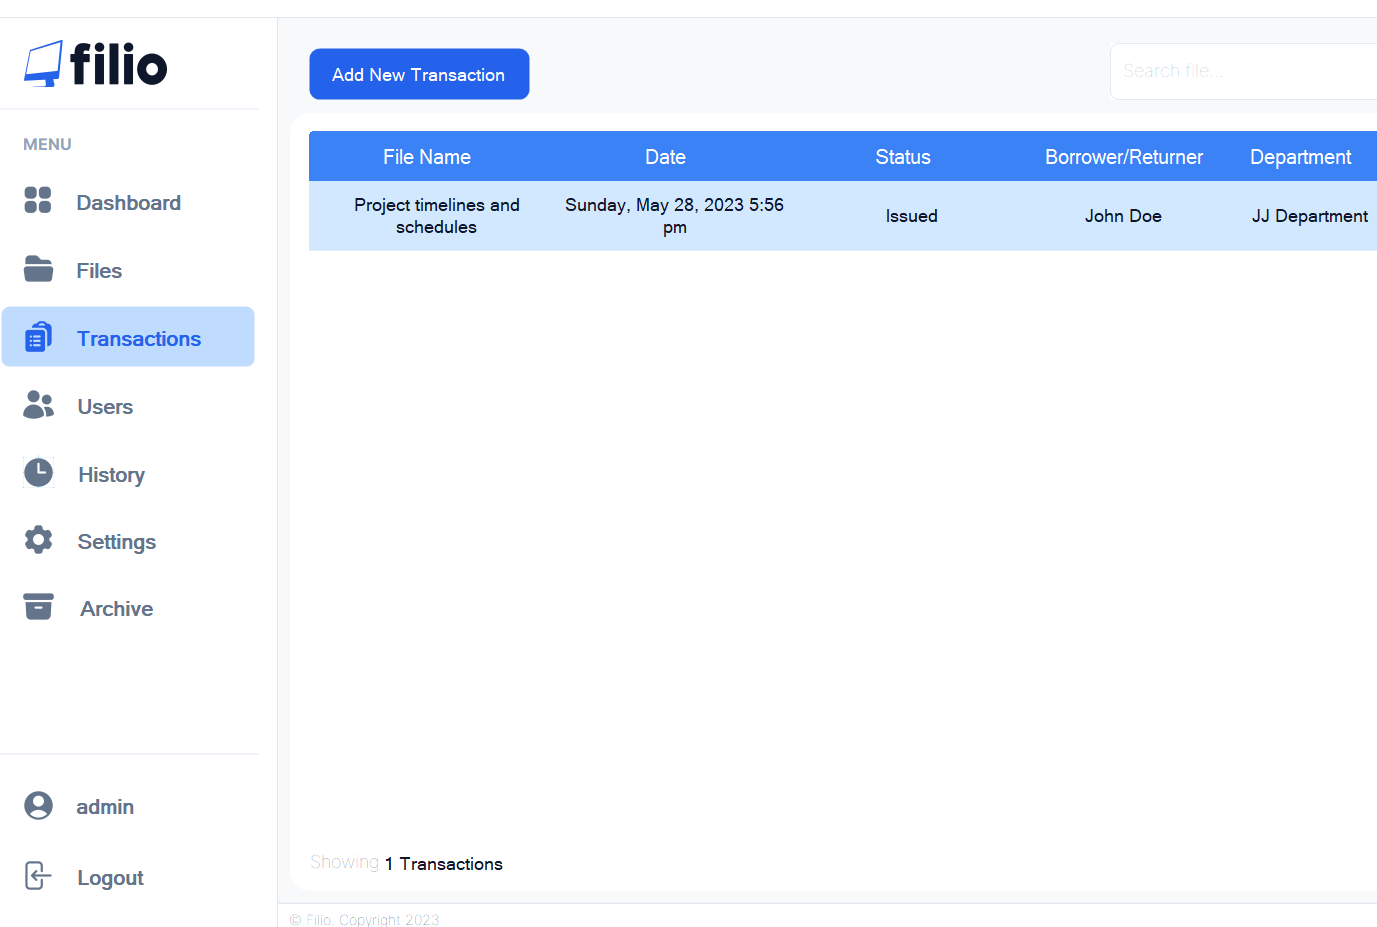 filio
Add New Transaction
Search file...
MENU
Dashboard
Files
Transactions
Users
History
Settings
Archive
admin
Logout
File Name Date Status Borrower/Returner Department
Project timelines and
schedules
Sunday, May 28, 2023 5:56
pm
Issued
John Doe
JJ Department
Showing 1 Transactions
© Filio. Copyright 2023